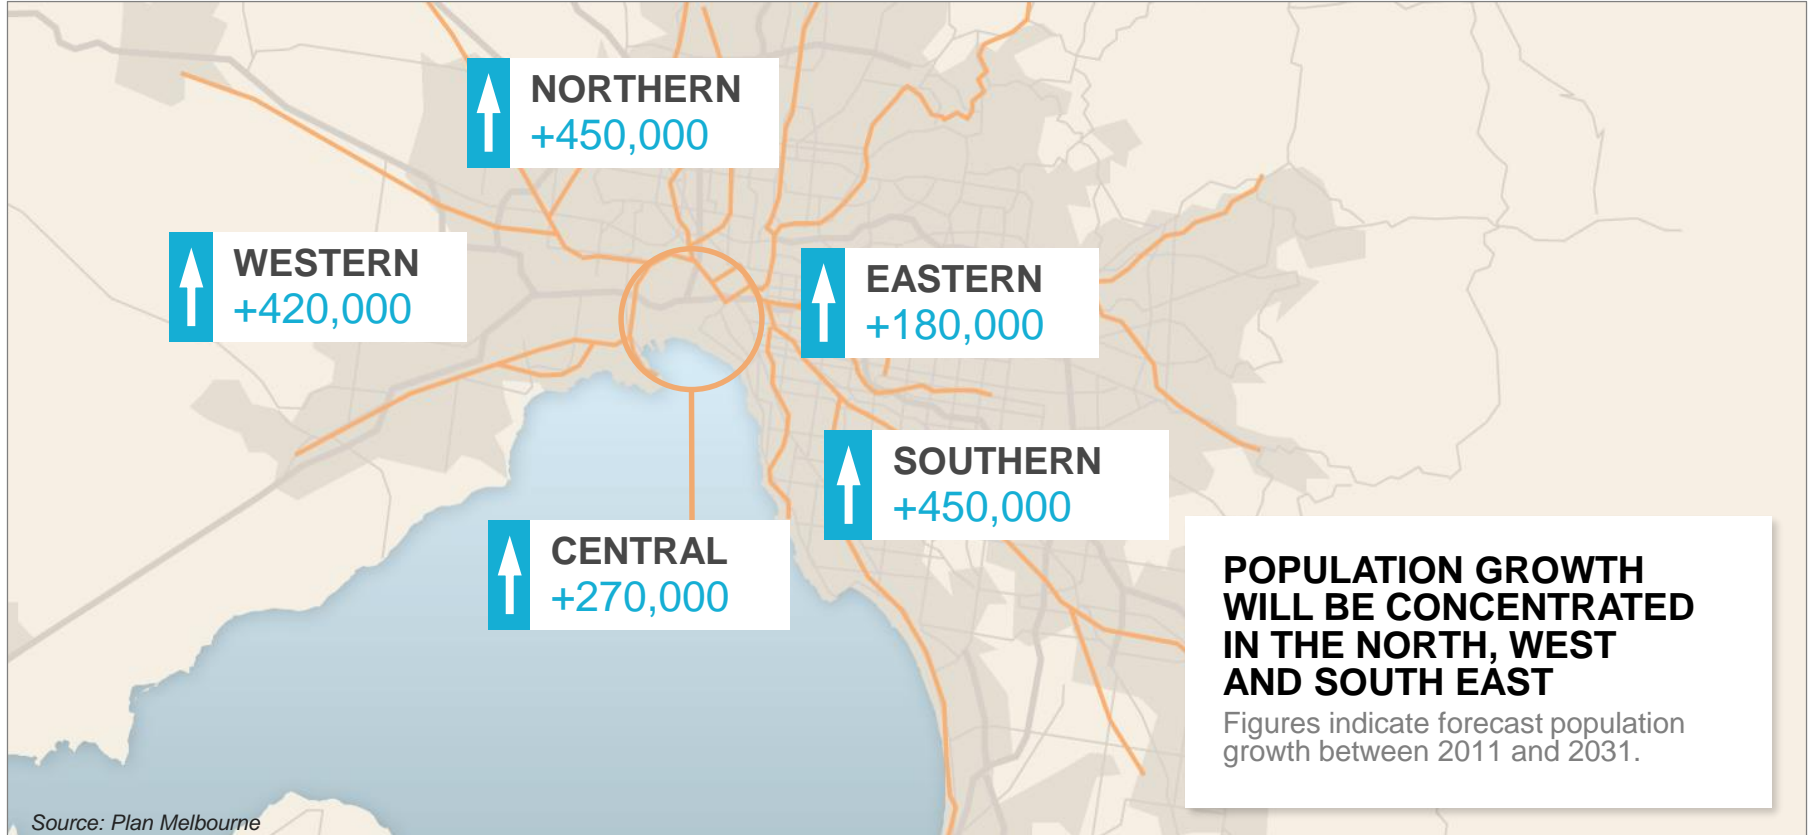 NORTHERN
+450,000
WESTERN
+420,000
EASTERN
+180,000
SOUTHERN
+450,000
CENTRAL
+270,000
POPULATION GROWTH
WILL BE CONCENTRATED
IN THE NORTH, WEST
AND SOUTH EAST
Figures indicate forecast population
growth between 2011 and 2031.
Source: Plan Melbourne